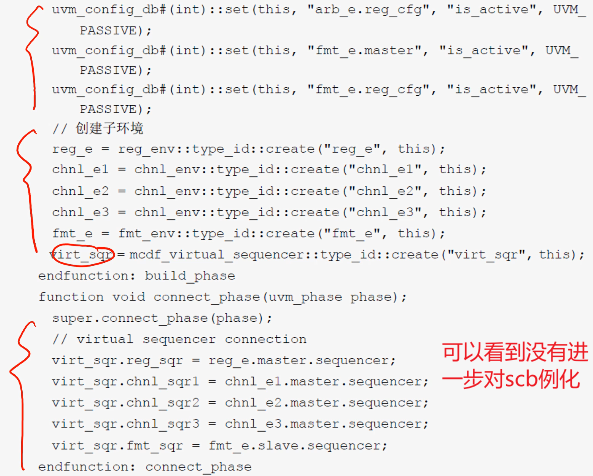 uvm_config_db#(int)::set(this, "arb_e.reg_cfg", "is_active", UVM_
PASSIVE);
uvm_config_db#(int)::set(this, "fmt_e.master", "is_active", UVM_
PASSIVE);
uvm_config_db#(int)::set(this, "fmt_e.reg_cfg", "is_active", UVM_
PASSIVE);
// 创建子环境
reg_e = reg_env::type_id::create("reg_e", this);
chnl_e1 = chnl_env::type_id::create("chnl_e1", this);
chnl_e2 = chnl_env::type_id::create("chnl_e2", this);
chnl_e3 = chnl_env::type_id::create("chnl_e3", this);
fmt_e = fmt_env::type_id::create("fmt_e", this);
virt_sqr = mcdf_virtual_sequencer::type_id::create("virt_sqr", this);
endfunction: build_phase
function void connect_phase(uvm_phase phase);
super.connect_phase(phase);
// virtual sequencer connection
virt_sqr.reg_sqr = reg_e.master.sequencer;
virt_sqr.chnl_sqr1 = chnl_e1.master.sequencer;
virt_sqr.chnl_sqr2 = chnl_e2.master.sequencer;
virt_sqr.chnl_sqr3 = chnl_e3.master.sequencer;
virt_sqr.fmt_sqr = fmt_e.slave.sequencer;
endfunction: connect_phase
可以看到没有进
一步对scb例化